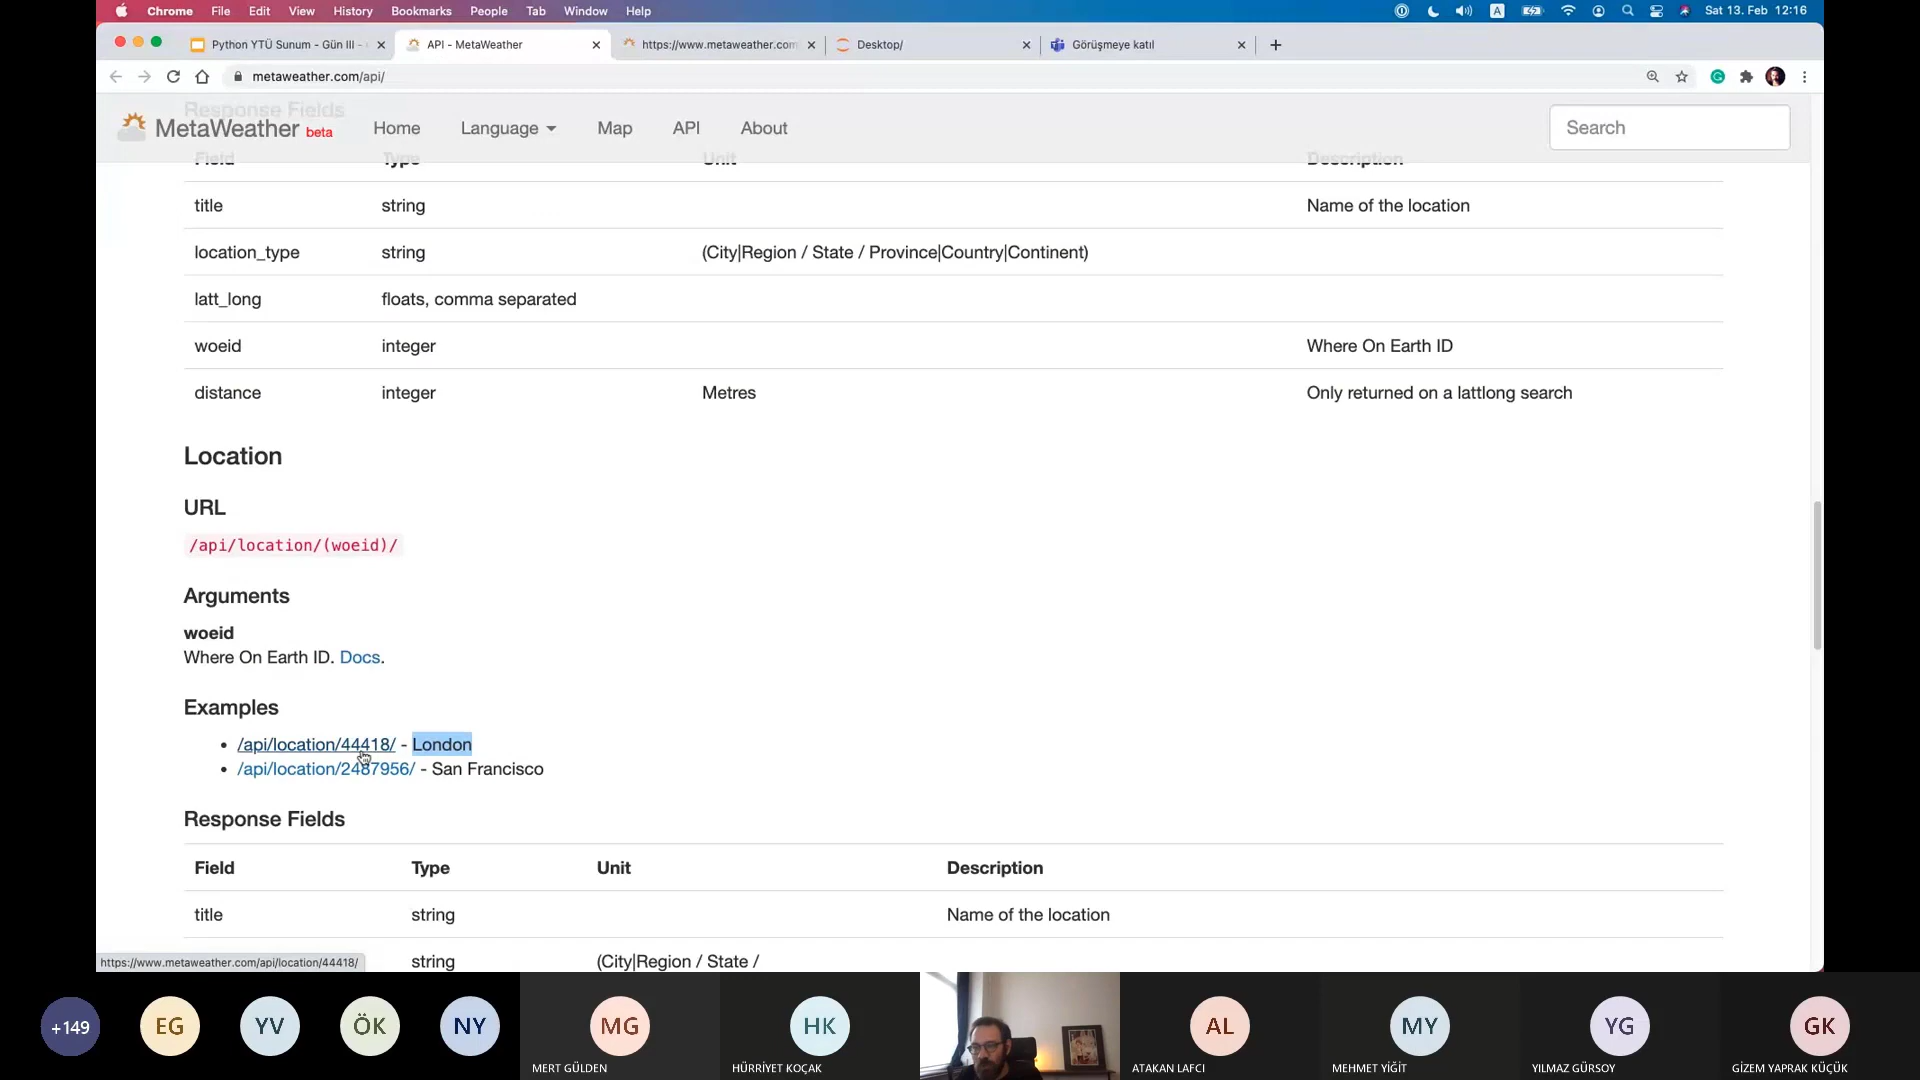 Chrome File Edit View History Bookmarks People Tab Window Help A Sat 13. Feb 12:16
Python YTÜ Sunum - Gün III - API - MetaWeather https://www.metaweather.com Desktop/ Görüşmeye katıl
metaweather.com/api/
Response Fields
MetaWeather beta Home Language Map API About Search
Field Type Unit Description
title string Name of the location
location_type string (City|Region / State / Province|Country|Continent)
latt_long floats, comma separated
woeid integer Where On Earth ID
distance integer Metres Only returned on a lattlong search
Location
URL
/api/location/(woeid)/
Arguments
woeid
Where On Earth ID. Docs.
Examples
• /api/location/44418/ - London
• /api/location/2487956/ - San Francisco
Response Fields
Field Type Unit Description
title string Name of the location
string (City|Region / State /
https://www.metaweather.com/api/location/44418/
+149 EG YV ÖK NY MG HK AL MY YG GK
MERT GÜLDEN HÜRRİYET KOÇAK ATAKAN LAFCI MEHMET YİĞİT YILMAZ GÜRSOY GİZEM YAPRAK KÜÇÜK